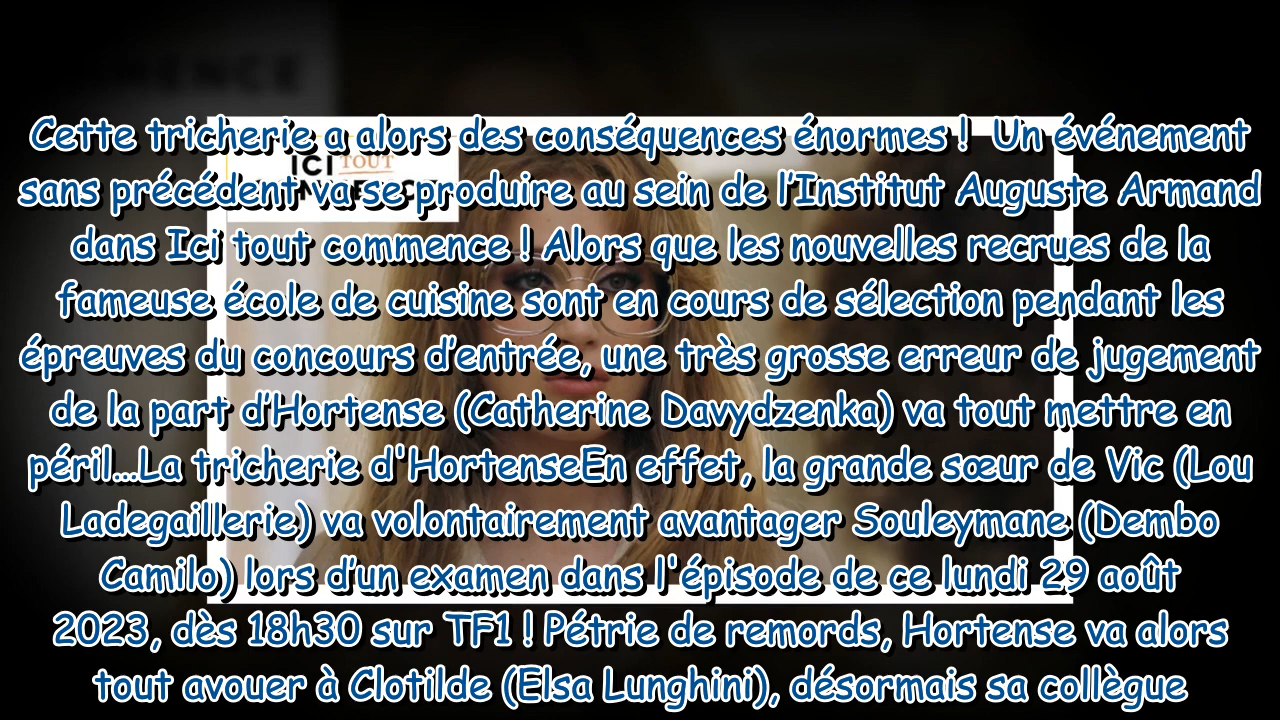 Cette tricherie a alors des conséquences énormes !  Un événement
sans précédent va se produire au sein de l’Institut Auguste Armand
dans Ici tout commence ! Alors que les nouvelles recrues de la
fameuse école de cuisine sont en cours de sélection pendant les
épreuves du concours d’entrée, une très grosse erreur de jugement
de la part d’Hortense (Catherine Davydzenka) va tout mettre en
péril...La tricherie d'HortenseEn effet, la grande sœur de Vic (Lou
Ladegaillerie) va volontairement avantager Souleymane (Dembo
Camilo) lors d’un examen dans l'épisode de ce lundi 29 août
2023, dès 18h30 sur TF1 ! Pétrie de remords, Hortense va alors
tout avouer à Clotilde (Elsa Lunghini), désormais sa collègue
ICI TOUT